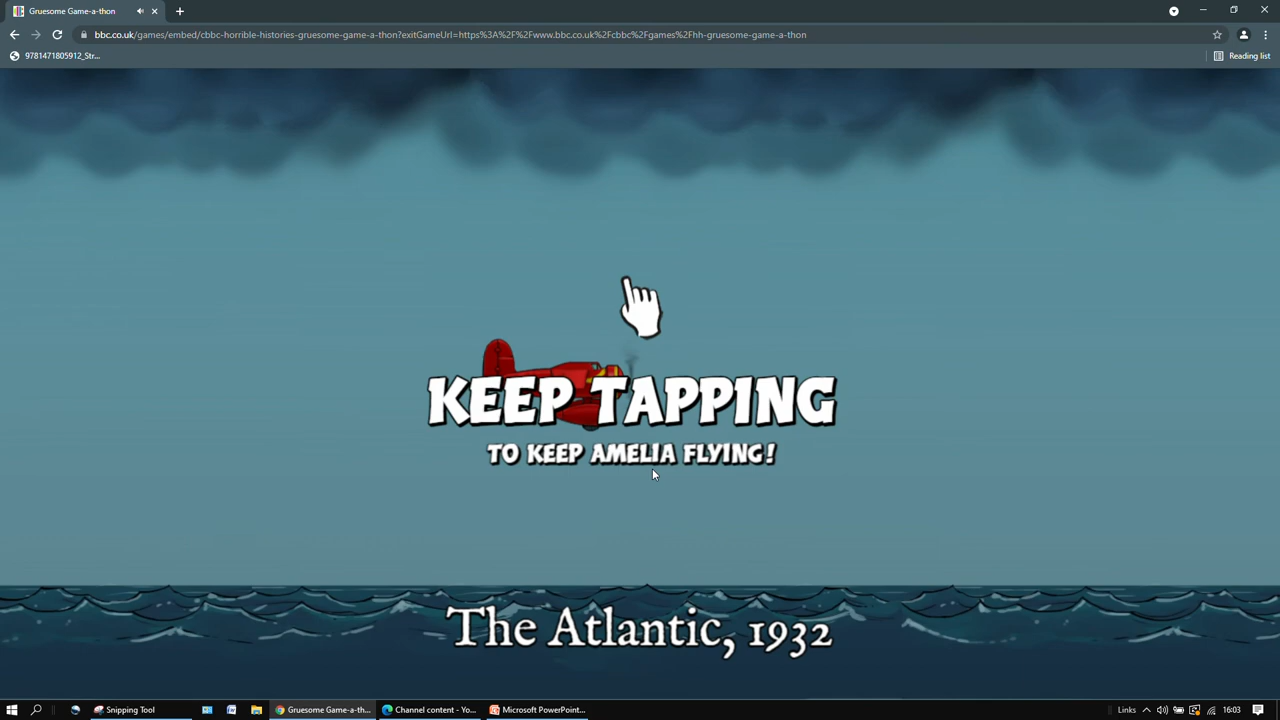 Gruesome Game-a-thon
bbc.co.uk/games/embed/cbbc-horrible-histories-gruesome-game-a-thon?exitGameUrl=https%3A%2F%2Fwww.bbc.co.uk%2Fcbbc%2Fgames%2Fhh-gruesome-game-a-thon
9781471805912_Str...
Reading list
KEEP TAPPING
TO KEEP AMELIA FLYING!
The Atlantic, 1932
Snipping Tool
Gruesome Game-a-th...
Channel content - Yo...
Microsoft PowerPoint...
Links
16:03